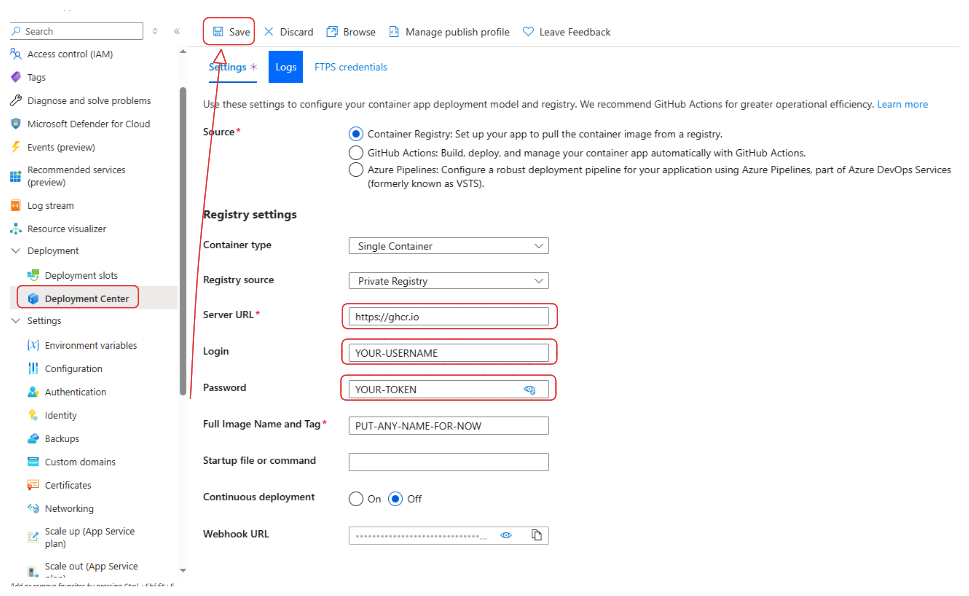 Search
Access control (IAM)
Tags
Diagnose and solve problems
Microsoft Defender for Cloud
Events (preview)
Recommended services
(preview)
Log stream
Resource visualizer
Deployment
Deployment slots
Deployment Center
Settings
Environment variables
Configuration
Authentication
Identity
Backups
Custom domains
Certificates
Networking
Scale up (App Service
plan)
Scale out (App Service
Save
Discard
Browse
Manage publish profile
Leave Feedback
Settings *
Logs
FTPS credentials
Use these settings to configure your container app deployment model and registry. We recommend GitHub Actions for greater operational efficiency. Learn more
Source*
Container Registry: Set up your app to pull the container image from a registry.
GitHub Actions: Build, deploy, and manage your container app automatically with GitHub Actions.
Azure Pipelines: Configure a robust deployment pipeline for your application using Azure Pipelines, part of Azure DevOps Services
(formerly known as VSTS).
Registry settings
Container type
Single Container
Registry source
Private Registry
Server URL*
https://ghcr.io
Login
YOUR-USERNAME
Password
YOUR-TOKEN
Full Image Name and Tag*
PUT-ANY-NAME-FOR-NOW
Startup file or command
Continuous deployment
On
Off
Webhook URL